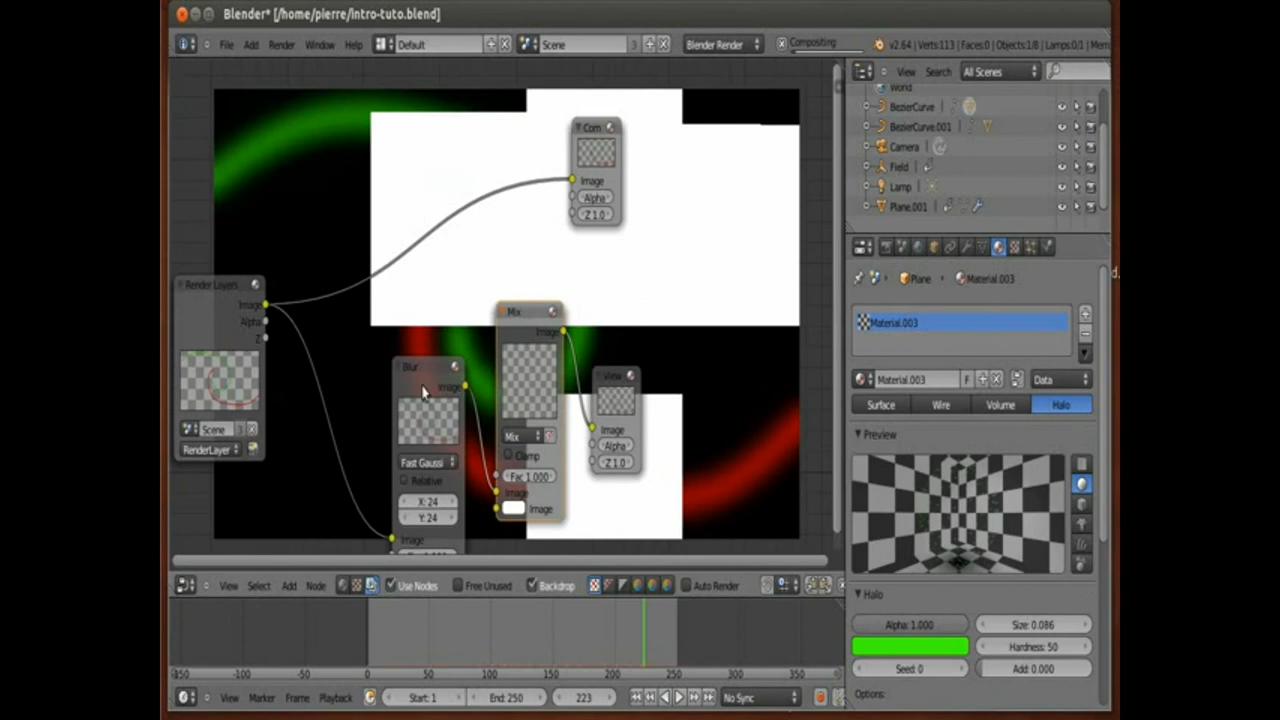 Blender* [/home/pierre/intro-tuto.blend]
File Add Render Window Help Default Scene 3 Blender Render Compositing v2.64 | Verts:113 | Faces:0 | Objects:1/8 | Lamps:0/1 | Mem
View Search All Scenes
World
BezierCurve
BezierCurve.001
Camera
Field
Lamp
Plane.001
Com
Image
Alpha
Z 1.0
Render Layers
Image
Alpha
Z
Scene 3
RenderLayer
Blur
Image
Fast Gaussi
Relative
X: 24
Y: 24
Image
Mix
Image
Mix
Clamp
Fac 1.000
Image
Image
View
Image
Alpha
Z 1.0
Plane Material.003
Material.003
Material.003 F Data
Surface Wire Volume Halo
Preview
Halo
Alpha: 1.000 Size: 0.086
Hardness: 50
Seed: 0 Add: 0.000
Options:
View Select Add Node Use Nodes Free Unused Backdrop Auto Render
-150 -100 -50 0 50 100 150 200 250 300 350
View Marker Frame Playback Start: 1 End: 250 223 No Sync
d.